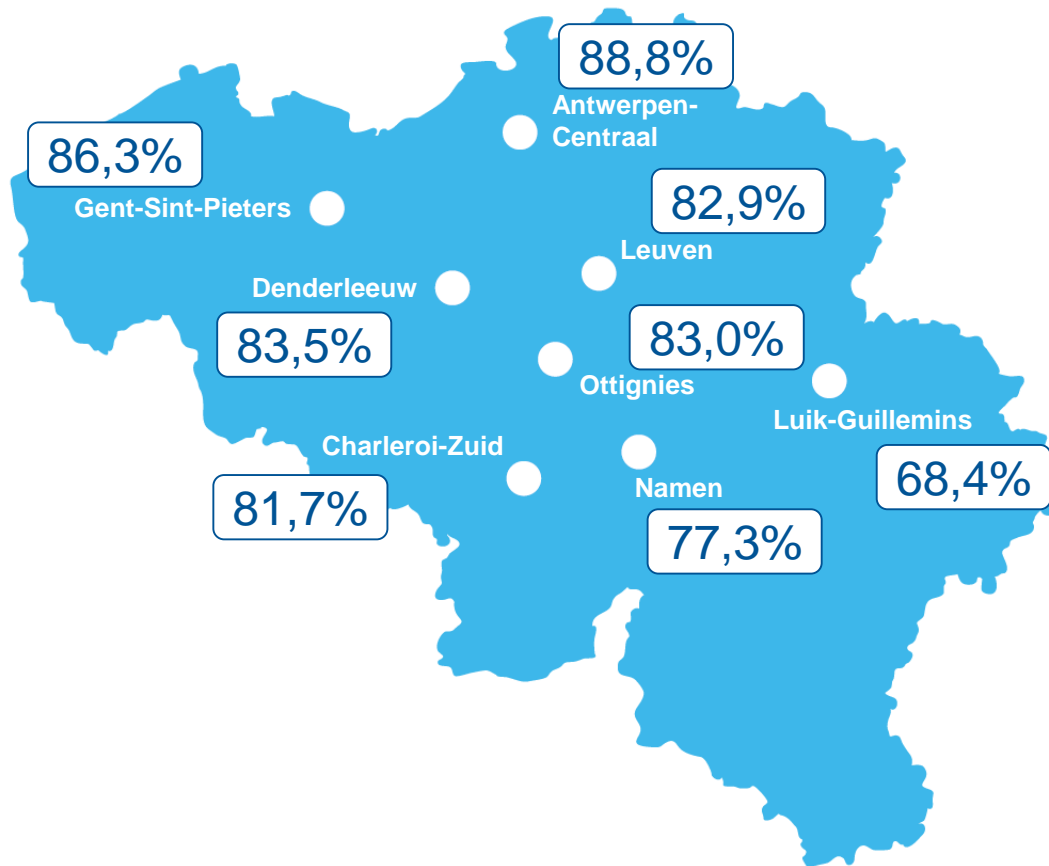 88,8%
Antwerpen-
Centraal
86,3%
Gent-Sint-Pieters
82,9%
Leuven
Denderleeuw
83,5%
83,0%
Ottignies
Luik-Guillemins
68,4%
Charleroi-Zuid
81,7%
Namen
77,3%